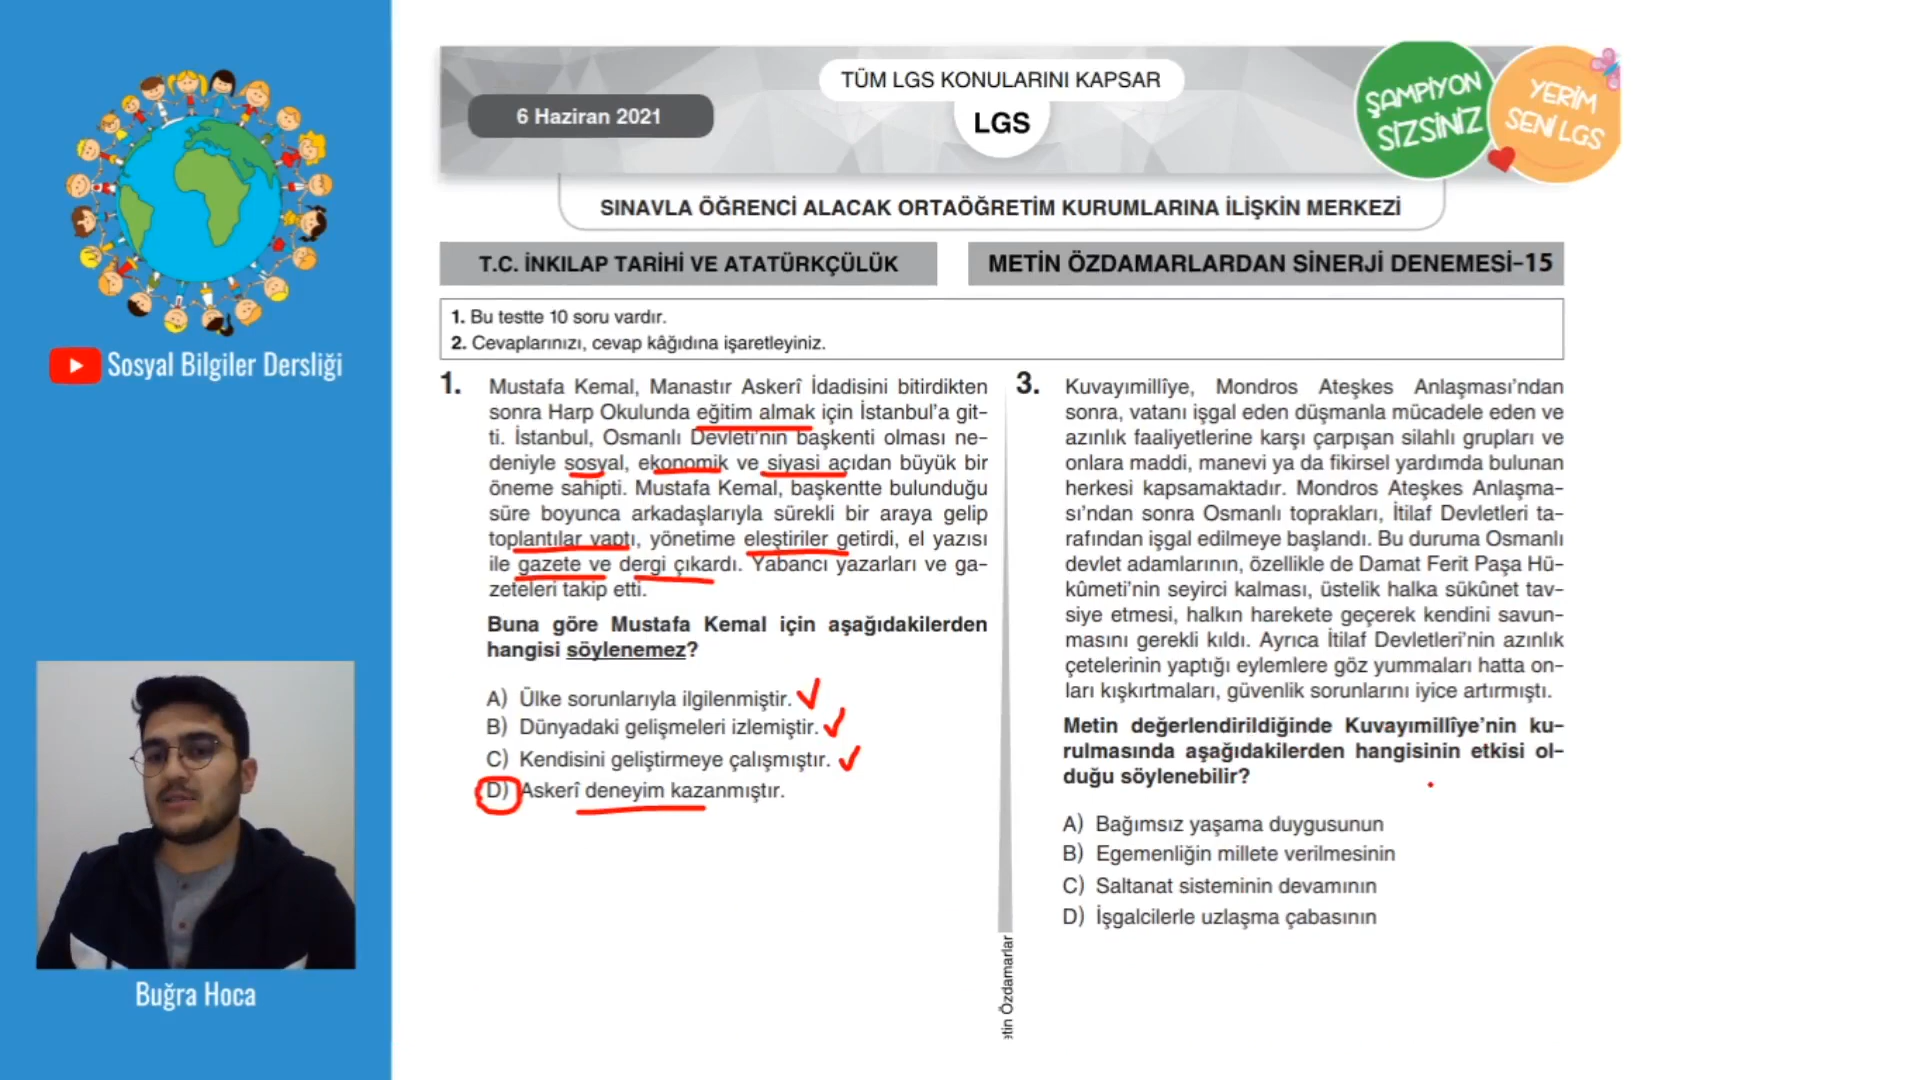 6 Haziran 2021
TÜM LGS KONULARINI KAPSAR
LGS
ŞAMPİYON
SİZSİNİZ
YERİM
SENİ LGS
SINAVLA ÖĞRENCİ ALACAK ORTAÖĞRETİM KURUMLARINA İLİŞKİN MERKEZİ
T.C. İNKILAP TARİHİ VE ATATÜRKÇÜLÜK
METİN ÖZDAMARLARDAN SİNERJİ DENEMESİ-15
1. Bu testte 10 soru vardır.
2. Cevaplarınızı, cevap kâğıdına işaretleyiniz.
Sosyal Bilgiler Dersliği
1. Mustafa Kemal, Manastır Askerî İdadisini bitirdikten
sonra Harp Okulunda eğitim almak için İstanbul'a git-
ti. İstanbul, Osmanlı Devleti'nin başkenti olması ne-
deniyle sosyal, ekonomik ve siyasi açıdan büyük bir
öneme sahipti. Mustafa Kemal, başkentte bulunduğu
süre boyunca arkadaşlarıyla sürekli bir araya gelip
toplantılar yaptı, yönetime eleştiriler getirdi, el yazısı
ile gazete ve dergi çıkardı. Yabancı yazarları ve ga-
zeteleri takip etti.
Buna göre Mustafa Kemal için aşağıdakilerden
hangisi söylenemez?
A) Ülke sorunlarıyla ilgilenmiştir.
B) Dünyadaki gelişmeleri izlemiştir.
C) Kendisini geliştirmeye çalışmıştır.
D) Askerî deneyim kazanmıştır.
3. Kuvayımillîye, Mondros Ateşkes Anlaşması'ndan
sonra, vatanı işgal eden düşmanla mücadele eden ve
azınlık faaliyetlerine karşı çarpışan silahlı grupları ve
onlara maddi, manevi ya da fikirsel yardımda bulunan
herkesi kapsamaktadır. Mondros Ateşkes Anlaşma-
sı'ndan sonra Osmanlı toprakları, İtilaf Devletleri ta-
rafından işgal edilmeye başlandı. Bu duruma Osmanlı
devlet adamlarının, özellikle de Damat Ferit Paşa Hü-
kûmeti'nin seyirci kalması, üstelik halka sükûnet tav-
siye etmesi, halkın harekete geçerek kendini savun-
masını gerekli kıldı. Ayrıca İtilaf Devletleri'nin azınlık
çetelerinin yaptığı eylemlere göz yummaları hatta on-
ları kışkırtmaları, güvenlik sorunlarını iyice artırmıştı.
Metin değerlendirildiğinde Kuvayımillîye'nin ku-
rulmasında aşağıdakilerden hangisinin etkisi ol-
duğu söylenebilir?
A) Bağımsız yaşama duygusunun
B) Egemenliğin millete verilmesinin
C) Saltanat sisteminin devamının
D) İşgalcilerle uzlaşma çabasının
Özdamarlar
Buğra Hoca